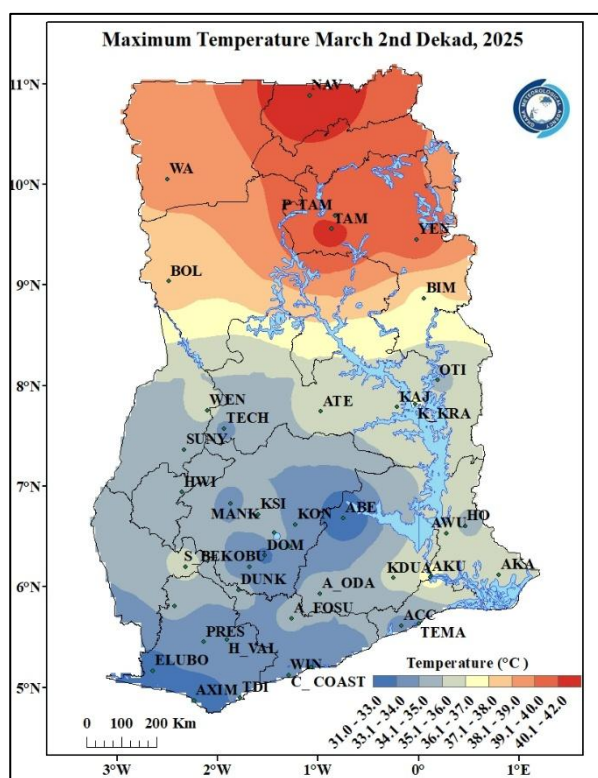 Maximum Temperature March 2nd Dekad, 2025
11°N
10°N
9°N
8°N
7°N
6°N
5°N
NAV
WA
P_TAM
TAM
YEN
BOL
BIM
OTI
WEN
ATE
KAJ
K_KRA
TECH
SUNY
HWI
MANK
KSI
KON
ABE
AWU
HO
DOM
S_BEKOBU
DUNK
KDUA
AKU
AKA
A_ODA
A_FOSU
ACC
TEMA
PRES
H_VAL
ELUBO
WIN
C_COAST
AXIM
TDI
Temperature (°C)
31.0 - 33.0
33.1 - 34.0
34.1 - 35.0
35.1 - 36.0
36.1 - 37.0
37.1 - 38.0
38.1 - 39.0
39.1 - 40.0
40.1 - 42.0
0 100 200 Km
3°W 2°W 1°W 0° 1°E